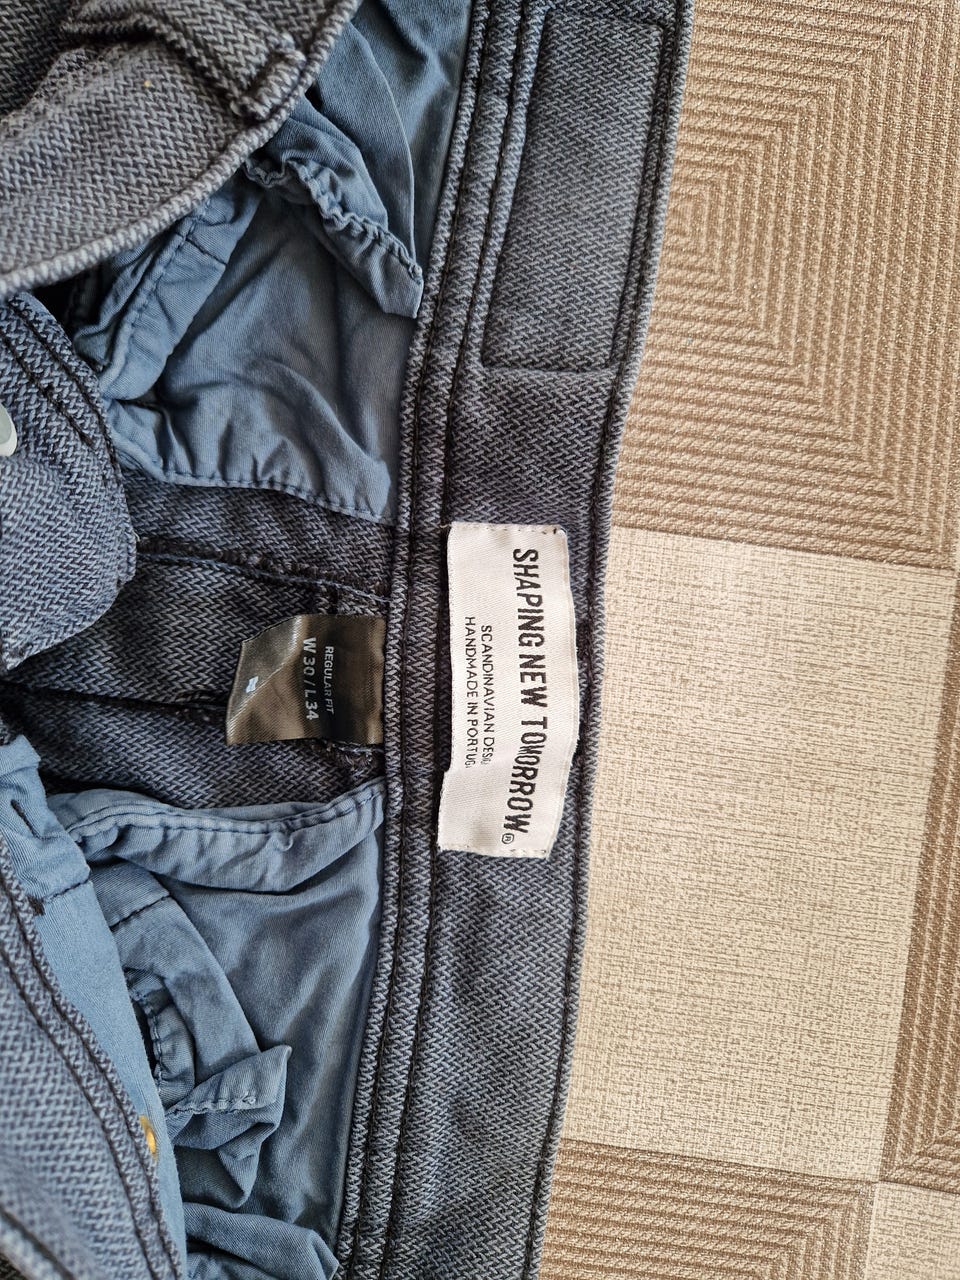 SHAPING NEW TOMORROW®
SCANDINAVIAN DESI
HANDMADE IN PORTUG
REGULAR FIT
W 30 / L 34